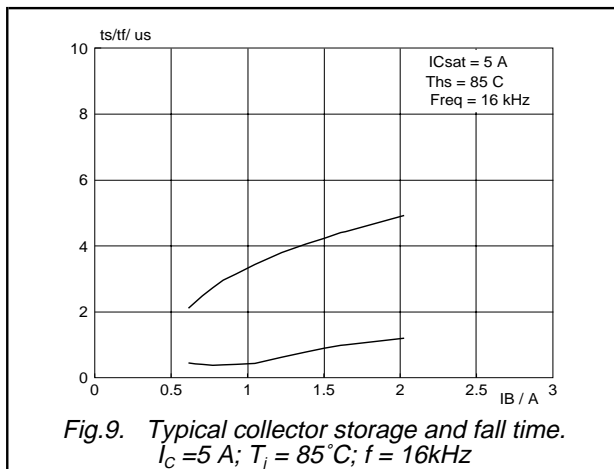 ts/tf/ us
10
ICsat = 5 A
Ths = 85 C
Freq = 16 kHz
8
6
4
2
0
0 0.5 1 1.5 2 2.5 3
IB / A
Fig.9. Typical collector storage and fall time.
I_C =5 A; T_j = 85˚C; f = 16kHz